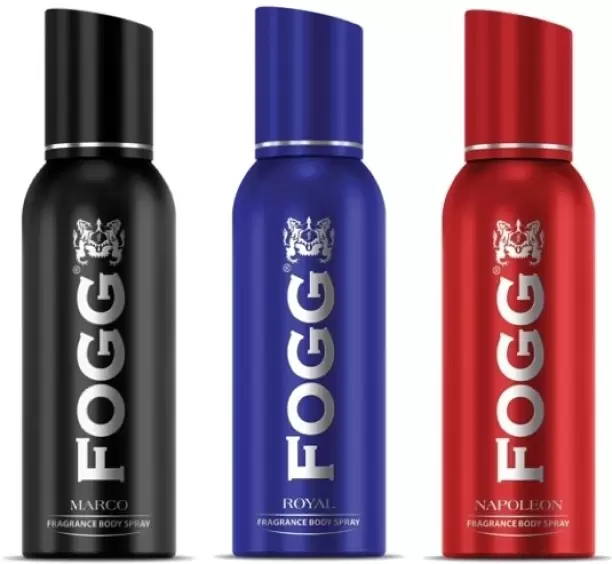 FOGG®
MARCO
FRAGRANCE BODY SPRAY
FOGG®
ROYAL
FRAGRANCE BODY SPRAY
FOGG®
NAPOLEON
FRAGRANCE BODY SPRAY